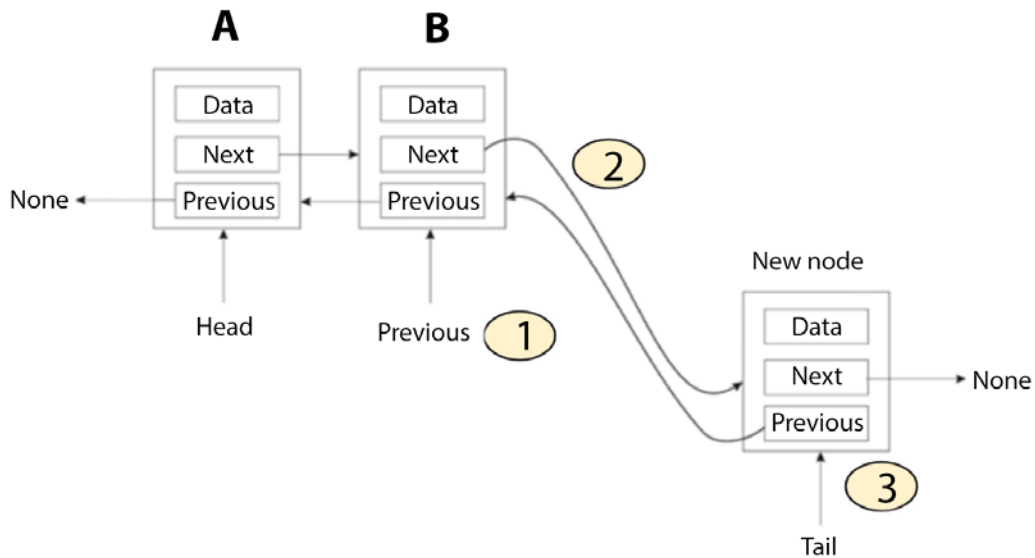 A
B
Data
Next
Previous
Data
Next
Previous
None
2
Head
Previous
1
New node
Data
Next
Previous
None
3
Tail